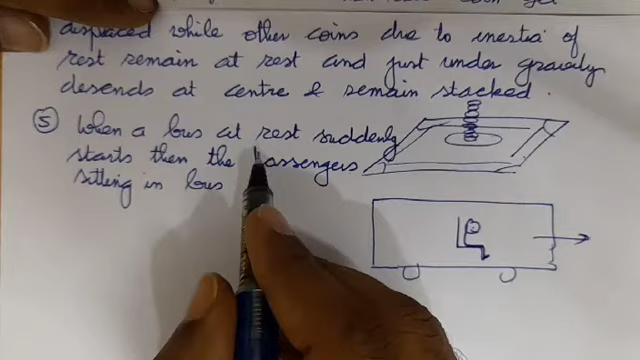 displaced while other coins due to inertia of
rest remain at rest and just under gravity
desends at centre & remain stacked.
⑤ When a bus at rest suddenly
starts then the passengers
sitting in bus